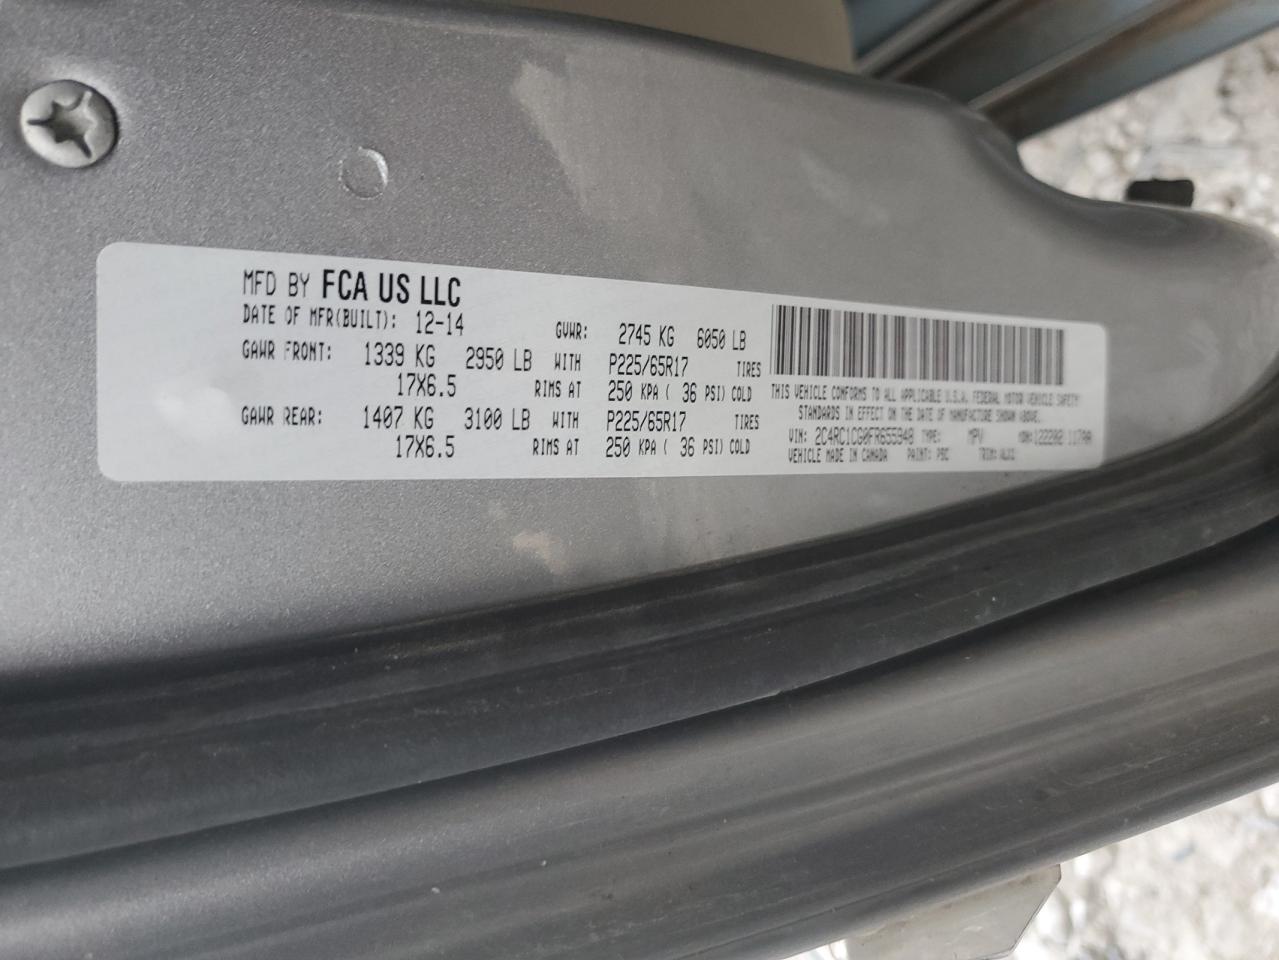 MFD BY FCA US LLC
DATE OF MFR(BUILT): 12-14 GVWR: 2745 KG 6050 LB
GAWR FRONT: 1339 KG 2950 LB WITH P225/65R17 TIRES
17X6.5 RIMS AT 250 KPA ( 36 PSI) COLD
GAWR REAR: 1407 KG 3100 LB WITH P225/65R17 TIRES
17X6.5 RIMS AT 250 KPA ( 36 PSI) COLD
THIS VEHICLE CONFORMS TO ALL APPLICABLE U.S.A. FEDERAL MOTOR VEHICLE SAFETY
STANDARDS IN EFFECT ON THE DATE OF MANUFACTURE SHOWN ABOVE.
VIN: 2C4RC1CG0FR655948 TYPE: MPV MDH:
VEHICLE MADE IN CANADA PAINT: PSC TRIM: